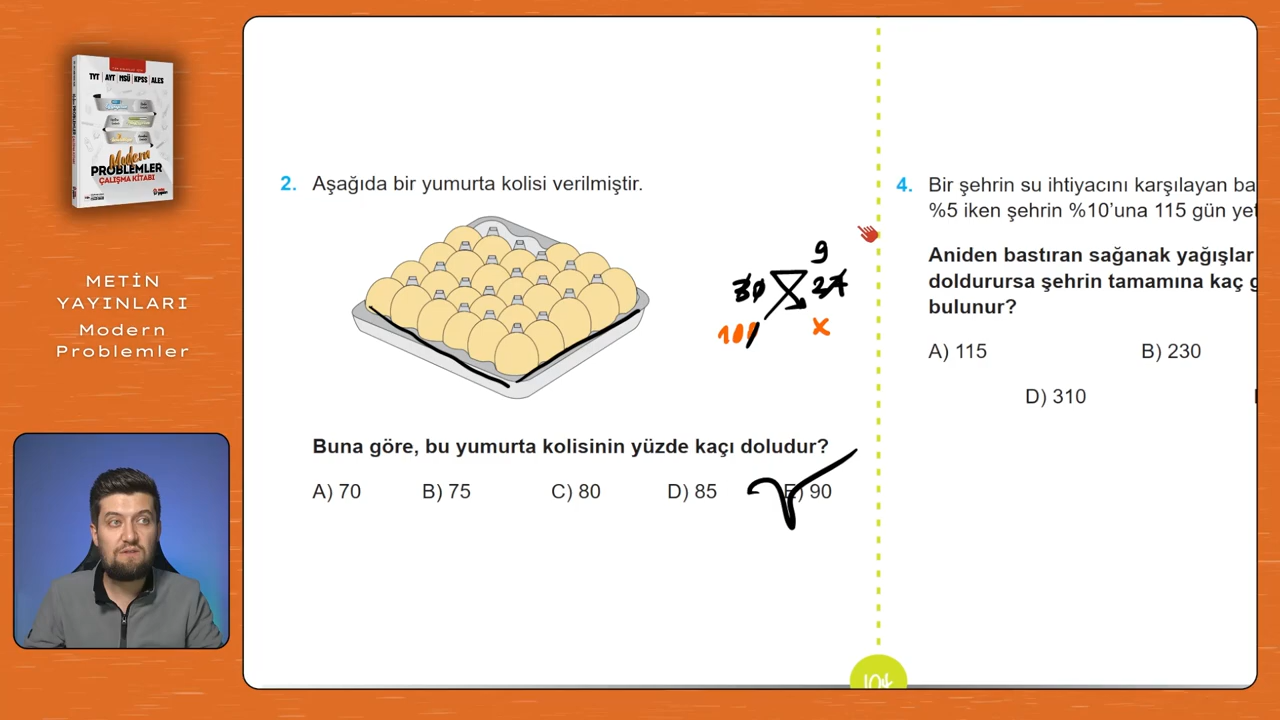 TYT | AYT | MSÜ | KPSS | ALES
Modern
PROBLEMLER
ÇALIŞMA KİTABI
METİN
YAYINLARI
Modern
Problemler
2. Aşağıda bir yumurta kolisi verilmiştir.
9
30 27
100 x
Buna göre, bu yumurta kolisinin yüzde kaçı doludur?
A) 70 B) 75 C) 80 D) 85 E) 90
4. Bir şehrin su ihtiyacını karşılayan ba
%5 iken şehrin %10'una 115 gün yet
Aniden bastıran sağanak yağışlar
doldurursa şehrin tamamına kaç g
bulunur?
A) 115 B) 230
D) 310
104